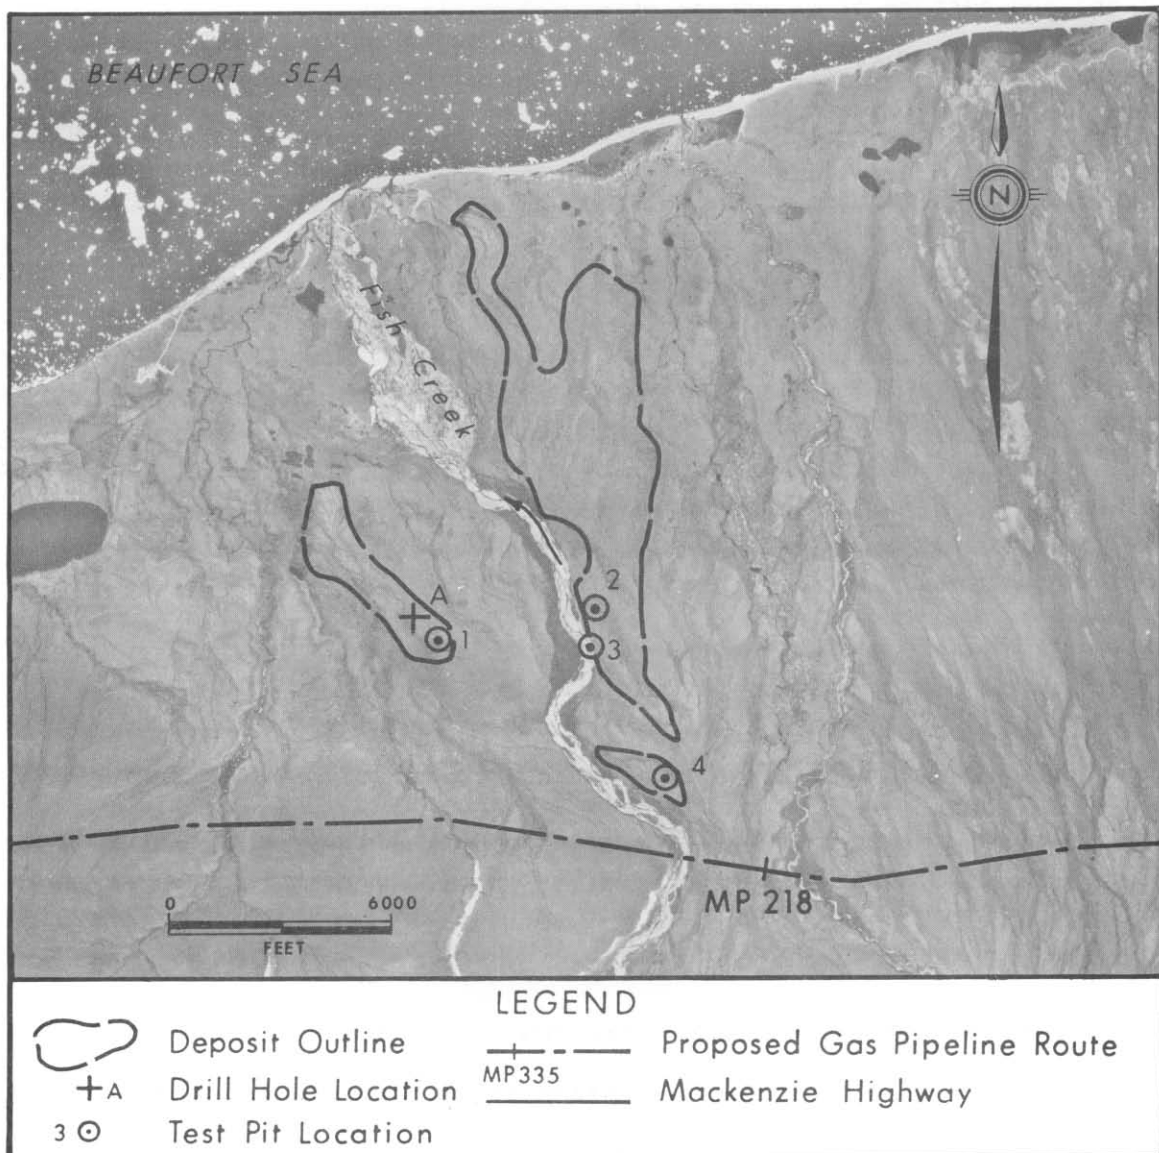 BEAUFORT SEA
N
Fish Creek
A
1
2
3
4
MP 218
0 6000
FEET
LEGEND
Deposit Outline
Proposed Gas Pipeline Route
MP335
+A Drill Hole Location
Mackenzie Highway
3 Test Pit Location